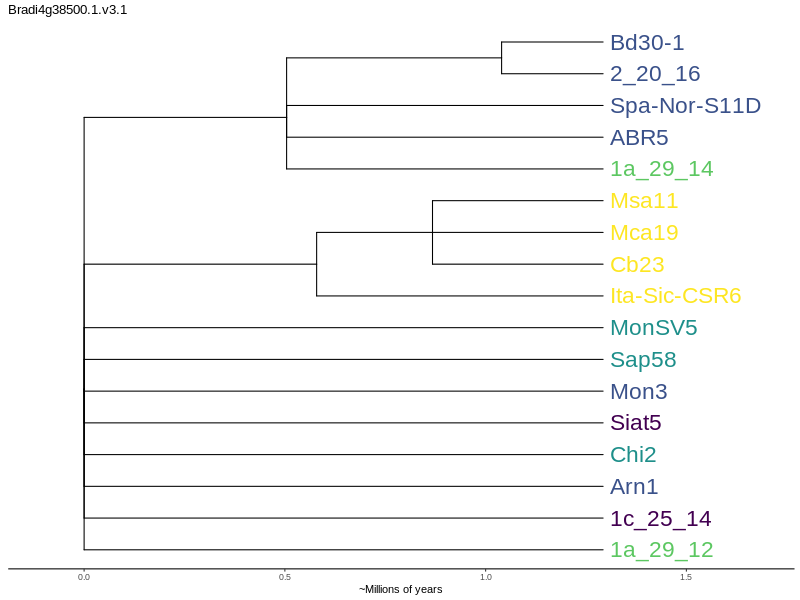 Bradi4g38500.1.v3.1
Bd30-1
2_20_16
Spa-Nor-S11D
ABR5
1a_29_14
Msa11
Mca19
Cb23
Ita-Sic-CSR6
MonSV5
Sap58
Mon3
Siat5
Chi2
Arn1
1c_25_14
1a_29_12
0.0 0.5 1.0 1.5
~Millions of years